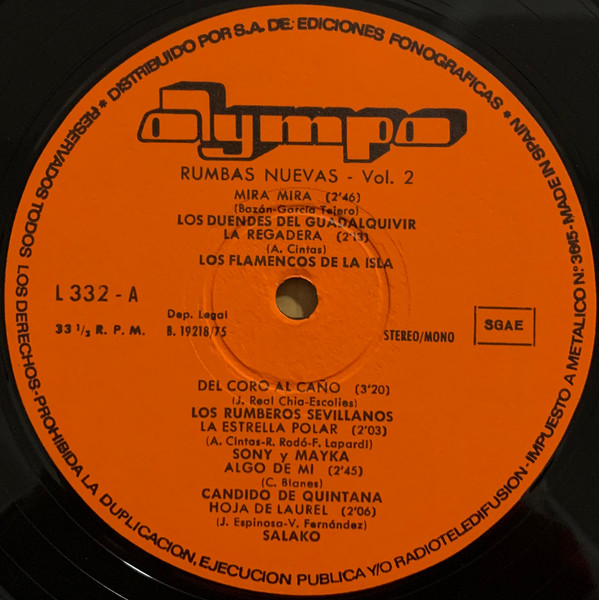 RESERVADOS TODOS LOS DERECHOS-PROHIBIDA LA DUPLICACION, EJECUCION PUBLICA Y/O RADIOTELEDIFUSION-IMPUESTO A METALICO N.º 3615-MADE IN SPAIN
* DISTRIBUIDO POR S.A. DE EDICIONES FONOGRAFICAS *
Olympo
RUMBAS NUEVAS - Vol. 2
MIRA MIRA (2'46)
(Bazán-García Tejero)
LOS DUENDES DEL GUADALQUIVIR
LA REGADERA (2'13)
(A. Cintas)
LOS FLAMENCOS DE LA ISLA
L 332 - A
Dep. Legal
33 1/3 R. P. M.
B. 19218/75
STEREO/MONO
SGAE
DEL CORO AL CAÑO (3'20)
(J. Real Chia-Escolies)
LOS RUMBEROS SEVILLANOS
LA ESTRELLA POLAR (2'03)
(A. Cintas-R. Rodó-F. Lapardi)
SONY y MAYKA
ALGO DE MI (2'45)
(C. Blanes)
CANDIDO DE QUINTANA
HOJA DE LAUREL (2'06)
(J. Espinosa-V. Fernández)
SALAKO